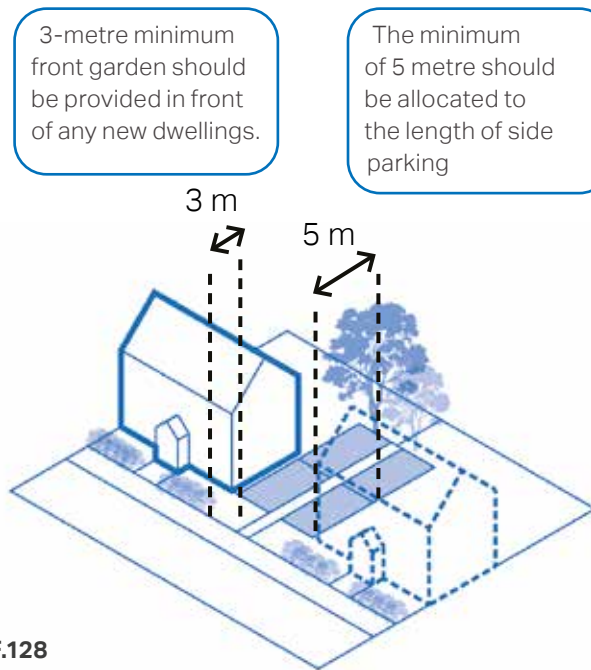 3-metre minimum
front garden should
be provided in front
of any new dwellings.
The minimum
of 5 metre should
be allocated to
the length of side
parking
3 m
5 m
.128